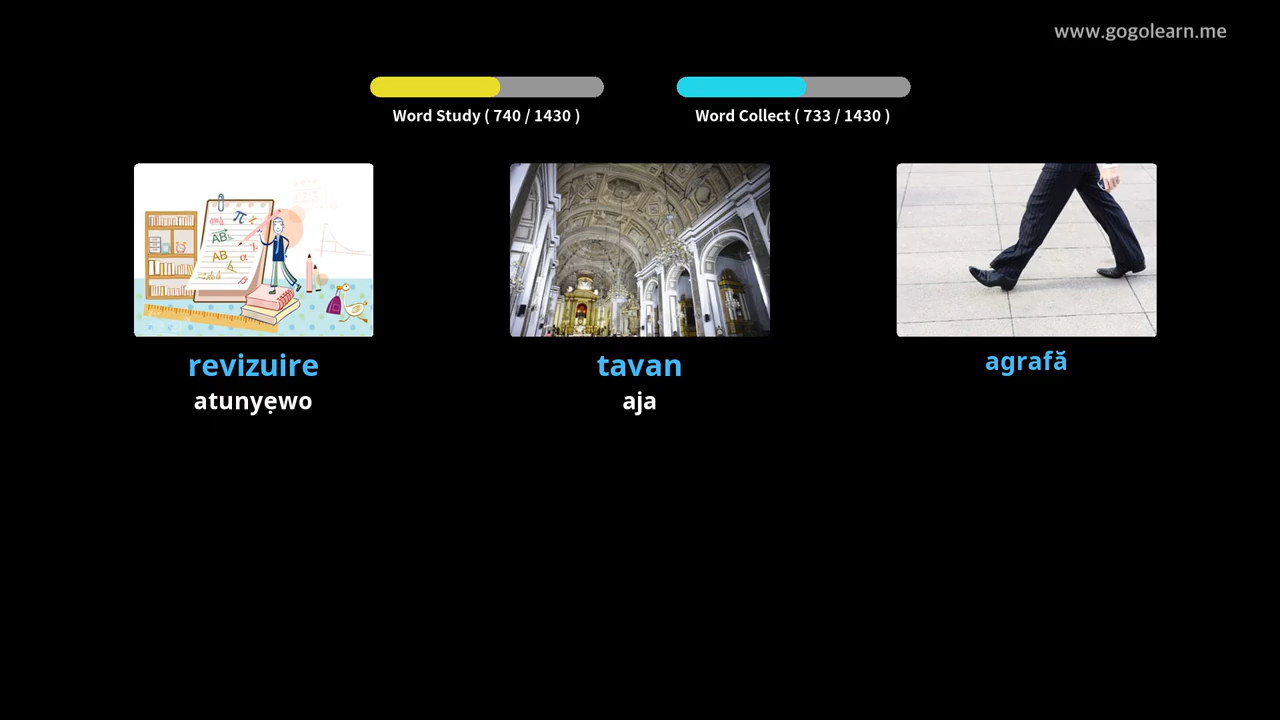 www.gogolearn.me
Word Study ( 740 / 1430 )
Word Collect ( 733 / 1430 )
revizuire
atunyẹwo
tavan
aja
agrafă